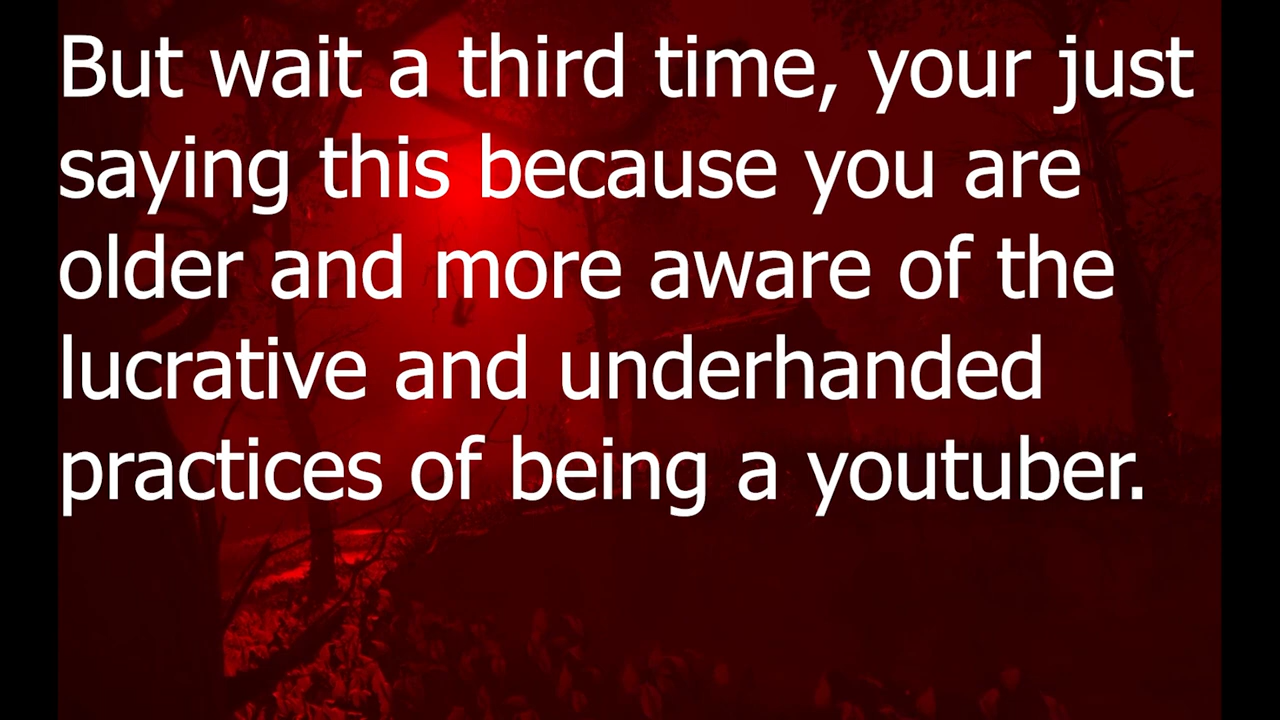 But wait a third time, your just
saying this because you are
older and more aware of the
lucrative and underhanded
practices of being a youtuber.